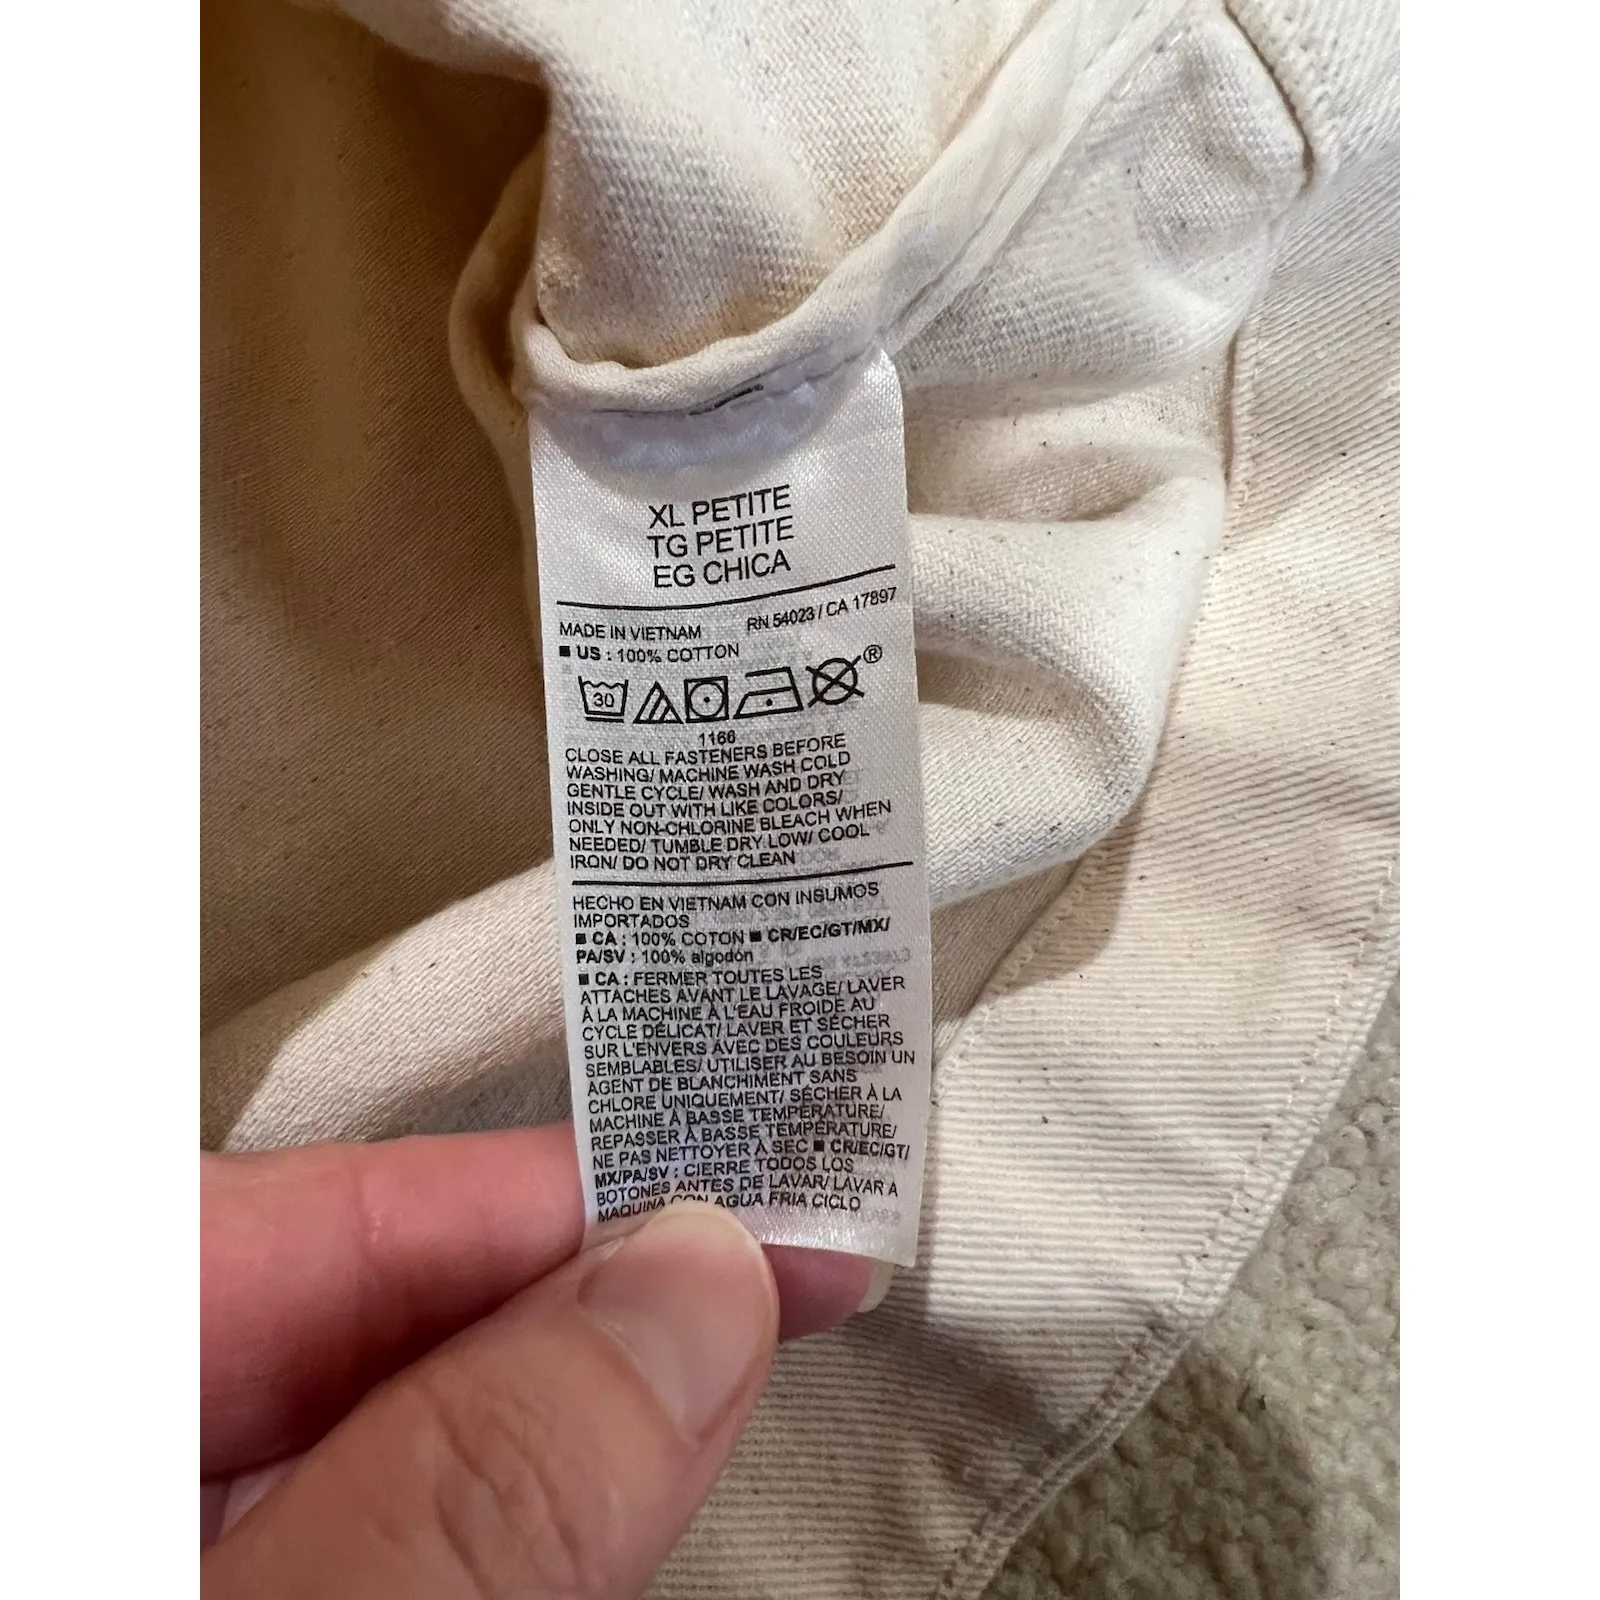 XL PETITE
TG PETITE
EG CHICA
MADE IN VIETNAM RN 54023 / CA 17897
■ US : 100% COTTON
30 ®
1166
CLOSE ALL FASTENERS BEFORE
WASHING/ MACHINE WASH COLD
GENTLE CYCLE/ WASH AND DRY
INSIDE OUT WITH LIKE COLORS/
ONLY NON-CHLORINE BLEACH WHEN
NEEDED/ TUMBLE DRY LOW/ COOL
IRON/ DO NOT DRY CLEAN
HECHO EN VIETNAM CON INSUMOS
IMPORTADOS
■ CA : 100% COTON ■ CR/EC/GT/MX/
PA/SV : 100% algodón
■ CA : FERMER TOUTES LES
ATTACHES AVANT LE LAVAGE/ LAVER
À LA MACHINE À L'EAU FROIDE AU
CYCLE DÉLICAT/ LAVER ET SÉCHER
SUR L'ENVERS AVEC DES COULEURS
SEMBLABLES/ UTILISER AU BESOIN UN
AGENT DE BLANCHIMENT SANS
CHLORE UNIQUEMENT/ SÉCHER À LA
MACHINE À BASSE TEMPÉRATURE/
REPASSER À BASSE TEMPÉRATURE/
NE PAS NETTOYER À SEC ■ CR/EC/GT/
MX/PA/SV : CIERRE TODOS LOS
BOTONES ANTES DE LAVAR/ LAVAR A
MAQUINA CON AGUA FRIA CICLO